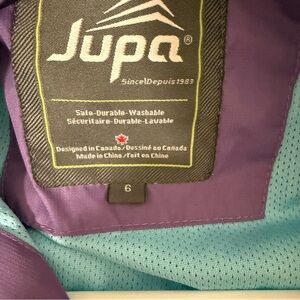 Jupa®
Since|Depuis 1983
Safe-Durable-Washable
Sécuritaire-Durable-Lavable
Designed in Canada/Dessiné au Canada
Made in China/Fait en Chine
6